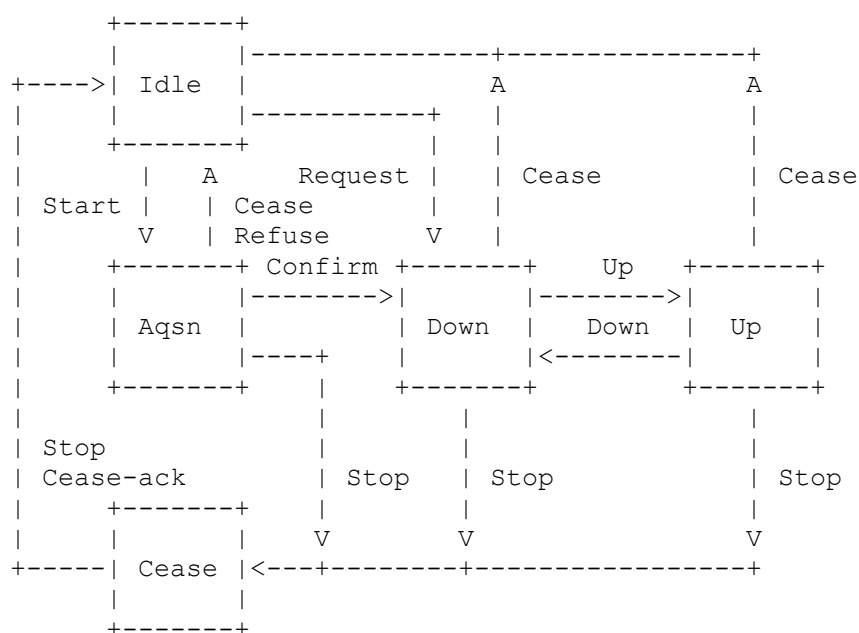 Idle
Request Cease Cease
Start Cease
Refuse
Confirm Up
Aqsn Down Down Up
Stop
Cease-ack Stop Stop Stop
Cease